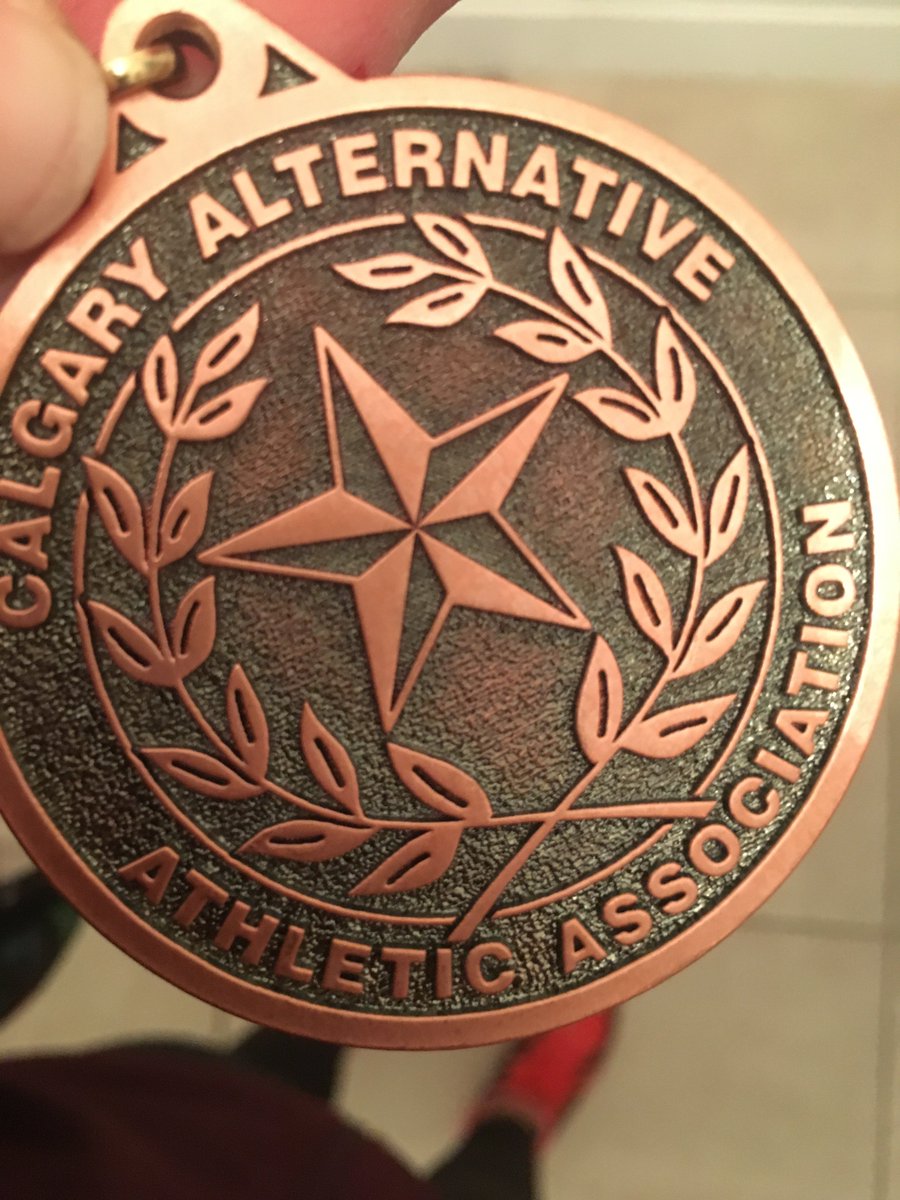 CALGARY ALTERNATIVE
ATHLETIC ASSOCIATION